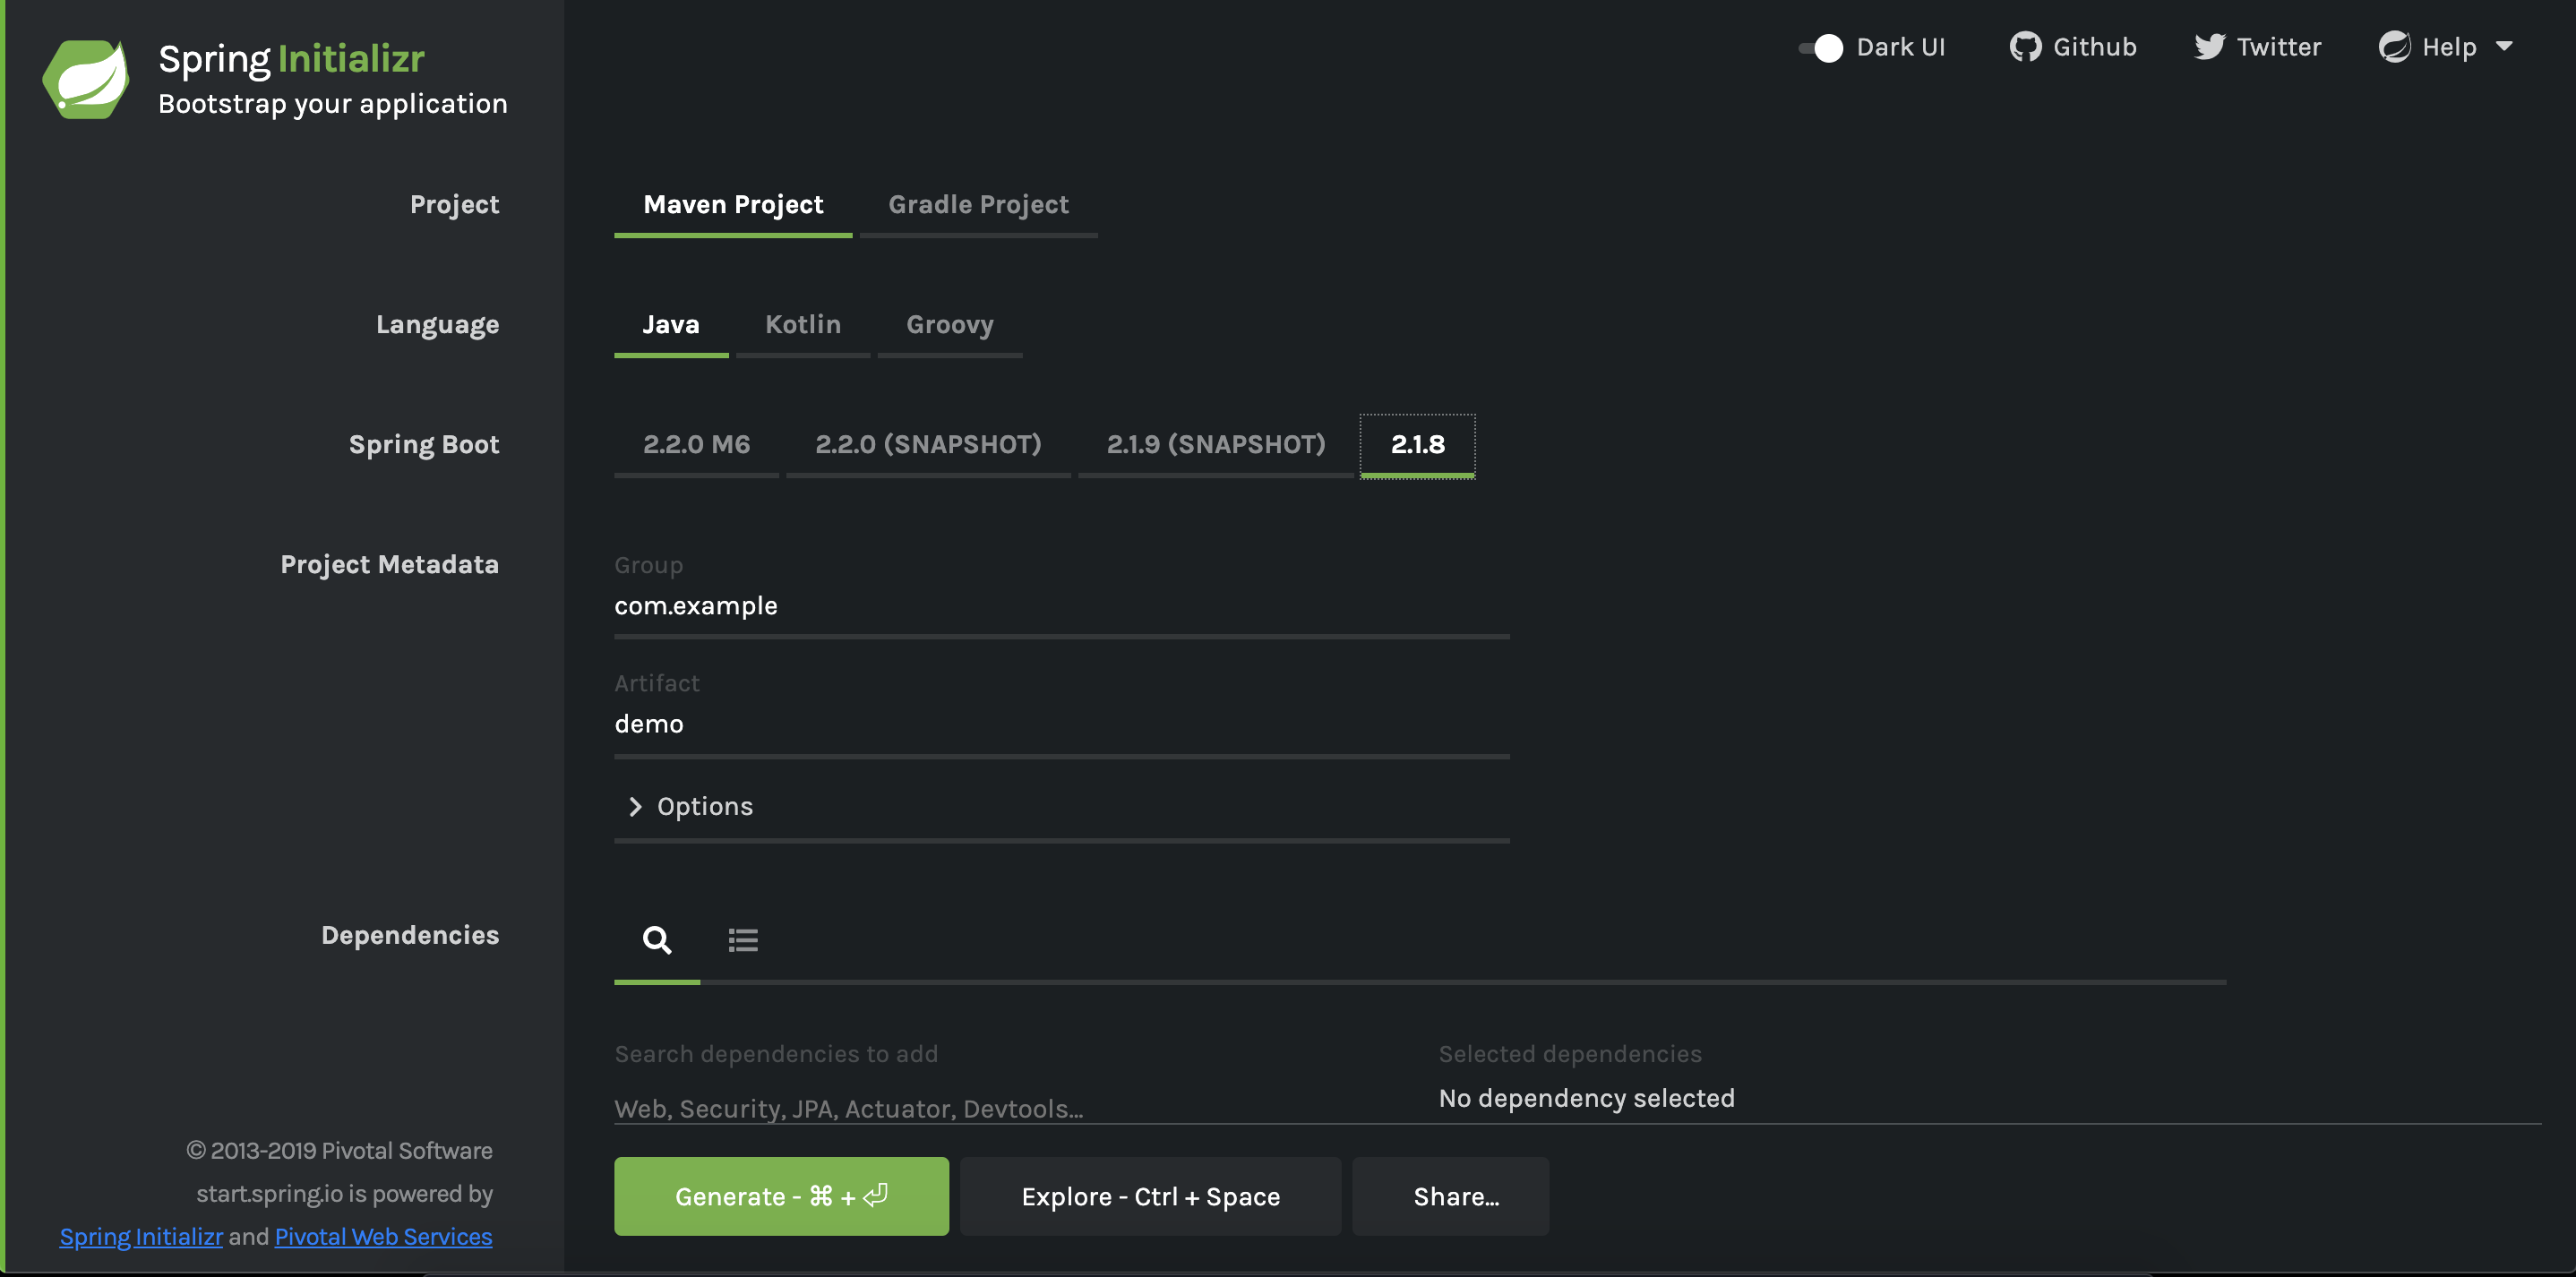 Spring Initializr
Bootstrap your application
Dark UI
Github
Twitter
Help
Project
Maven Project
Gradle Project
Language
Java
Kotlin
Groovy
Spring Boot
2.2.0 M6
2.2.0 (SNAPSHOT)
2.1.9 (SNAPSHOT)
2.1.8
Project Metadata
Group
com.example
Artifact
demo
Options
Dependencies
Search dependencies to add
Web, Security, JPA, Actuator, Devtools...
Selected dependencies
No dependency selected
© 2013-2019 Pivotal Software
start.spring.io is powered by
Spring Initializr and Pivotal Web Services
Generate - ⌘ + ⏎
Explore - Ctrl + Space
Share...